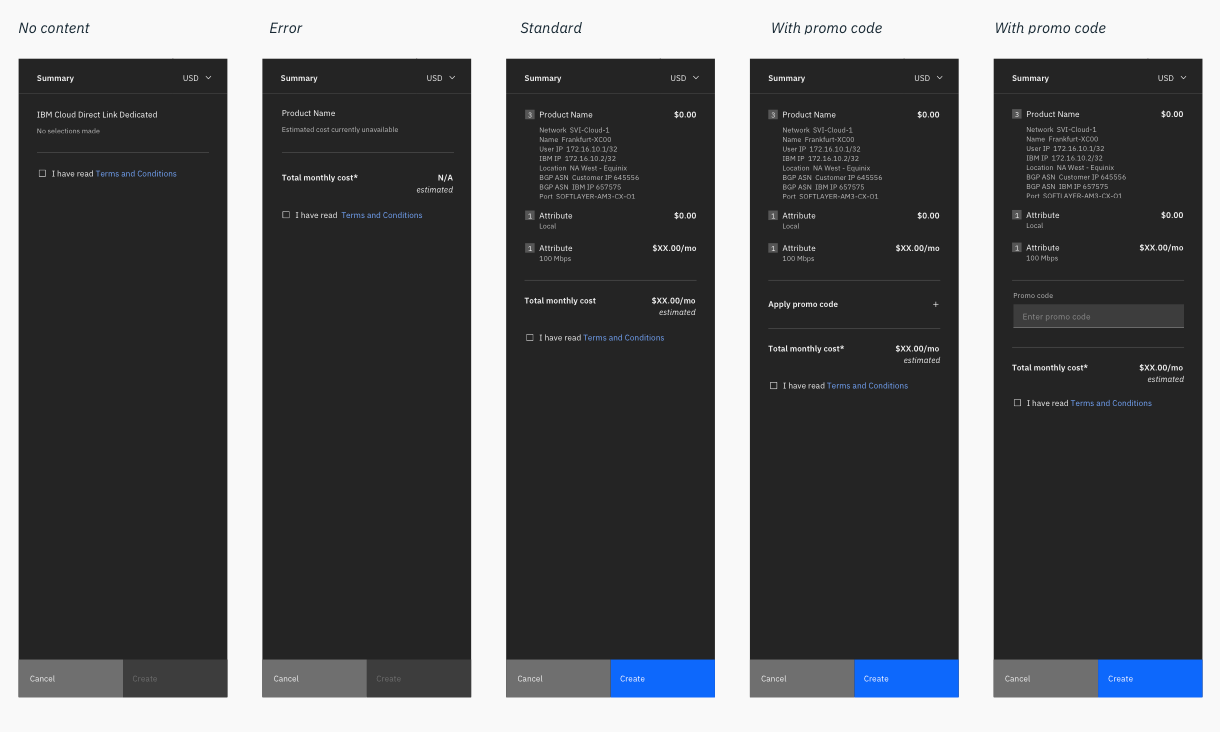 No content
Error
Standard
With promo code
With promo code
Summary USD
IBM Cloud Direct Link Dedicated
No selections made
I have read Terms and Conditions
Cancel Create
Summary USD
Product Name
Estimated cost currently unavailable
Total monthly cost* N/A
estimated
I have read Terms and Conditions
Cancel Create
Summary USD
3 Product Name $0.00
Network SVI-Cloud-1
Name Frankfurt-XC00
User IP 172.16.10.1/32
IBM IP 172.16.10.2/32
Location NA West - Equinix
BGP ASN Customer IP 645556
BGP ASN IBM IP 657575
Port SOFTLAYER-AM3-CX-01
1 Attribute $0.00
Local
1 Attribute $XX.00/mo
100 Mbps
Total monthly cost $XX.00/mo
estimated
I have read Terms and Conditions
Cancel Create
Summary USD
3 Product Name $0.00
Network SVI-Cloud-1
Name Frankfurt-XC00
User IP 172.16.10.1/32
IBM IP 172.16.10.2/32
Location NA West - Equinix
BGP ASN Customer IP 645556
BGP ASN IBM IP 657575
Port SOFTLAYER-AM3-CX-01
1 Attribute $0.00
Local
1 Attribute $XX.00/mo
100 Mbps
Apply promo code +
Total monthly cost* $XX.00/mo
estimated
I have read Terms and Conditions
Cancel Create
Summary USD
3 Product Name $0.00
Network SVI-Cloud-1
Name Frankfurt-XC00
User IP 172.16.10.1/32
IBM IP 172.16.10.2/32
Location NA West - Equinix
BGP ASN Customer IP 645556
BGP ASN IBM IP 657575
Port SOFTLAYER-AM3-CX-01
1 Attribute $0.00
Local
1 Attribute $XX.00/mo
100 Mbps
Promo code
Enter promo code
Total monthly cost* $XX.00/mo
estimated
I have read Terms and Conditions
Cancel Create